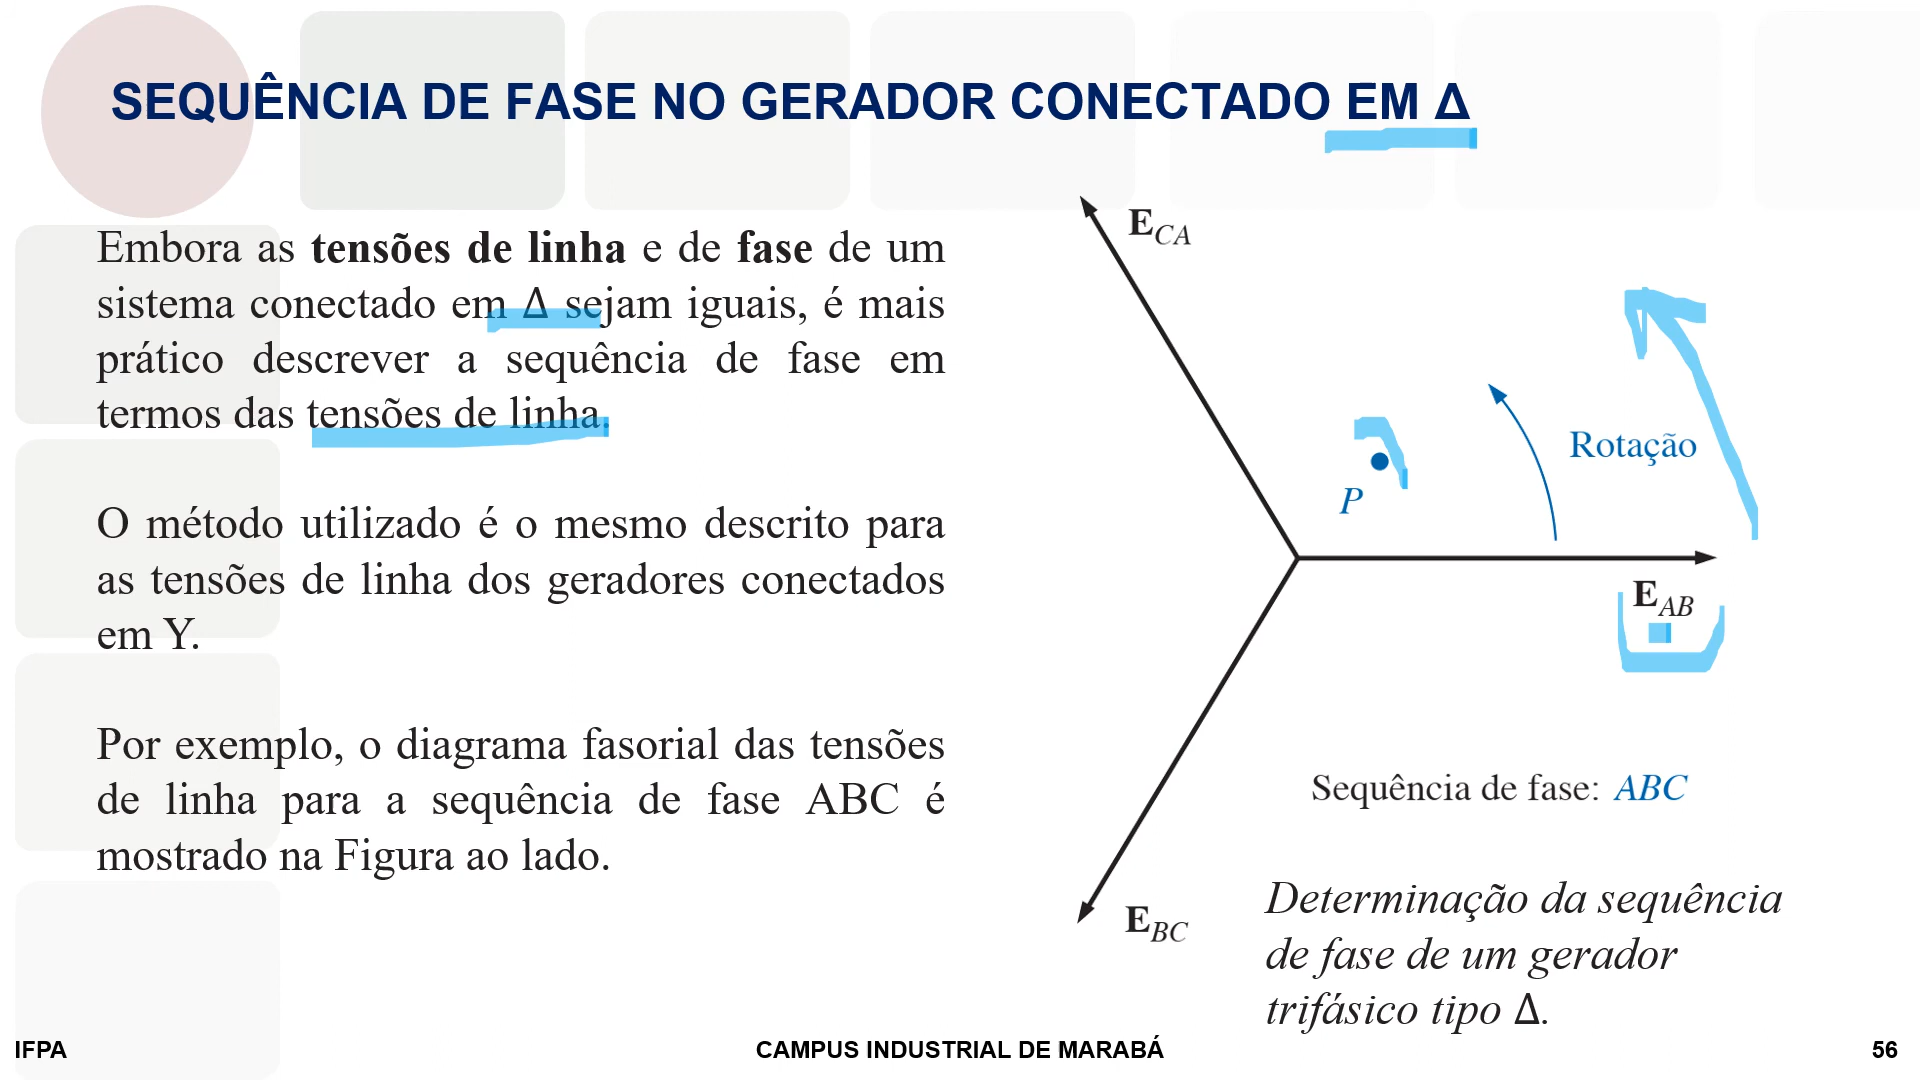 SEQUÊNCIA DE FASE NO GERADOR CONECTADO EM Δ
Embora as tensões de linha e de fase de um
sistema conectado em Δ sejam iguais, é mais
prático descrever a sequência de fase em
termos das tensões de linha.
O método utilizado é o mesmo descrito para
as tensões de linha dos geradores conectados
em Y.
Por exemplo, o diagrama fasorial das tensões
de linha para a sequência de fase ABC é
mostrado na Figura ao lado.
E_CA
Rotação
P
E_AB
Sequência de fase: ABC
E_BC
Determinação da sequência
de fase de um gerador
trifásico tipo Δ.
IFPA
CAMPUS INDUSTRIAL DE MARABÁ
56